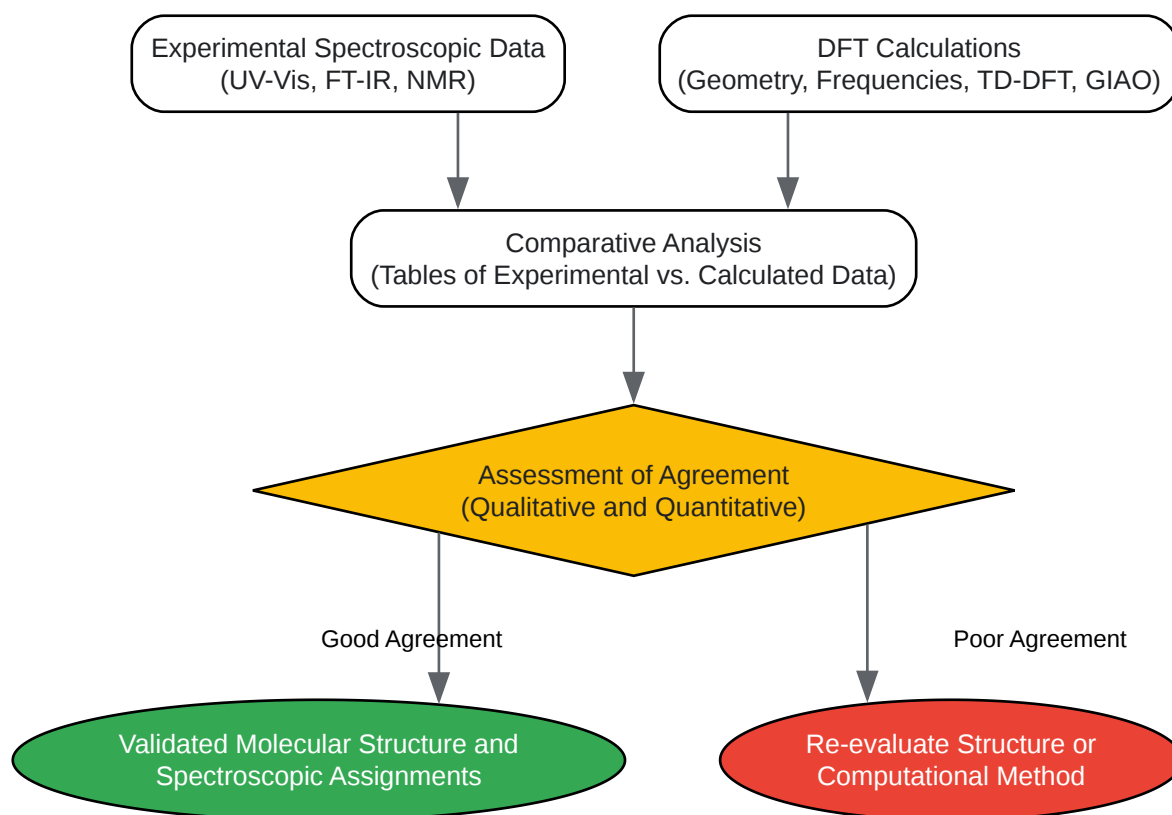 Experimental Spectroscopic Data
(UV-Vis, FT-IR, NMR)
DFT Calculations
(Geometry, Frequencies, TD-DFT, GIAO)
Comparative Analysis
(Tables of Experimental vs. Calculated Data)
Assessment of Agreement
(Qualitative and Quantitative)
Good Agreement
Poor Agreement
Validated Molecular Structure and
Spectroscopic Assignments
Re-evaluate Structure or
Computational Method